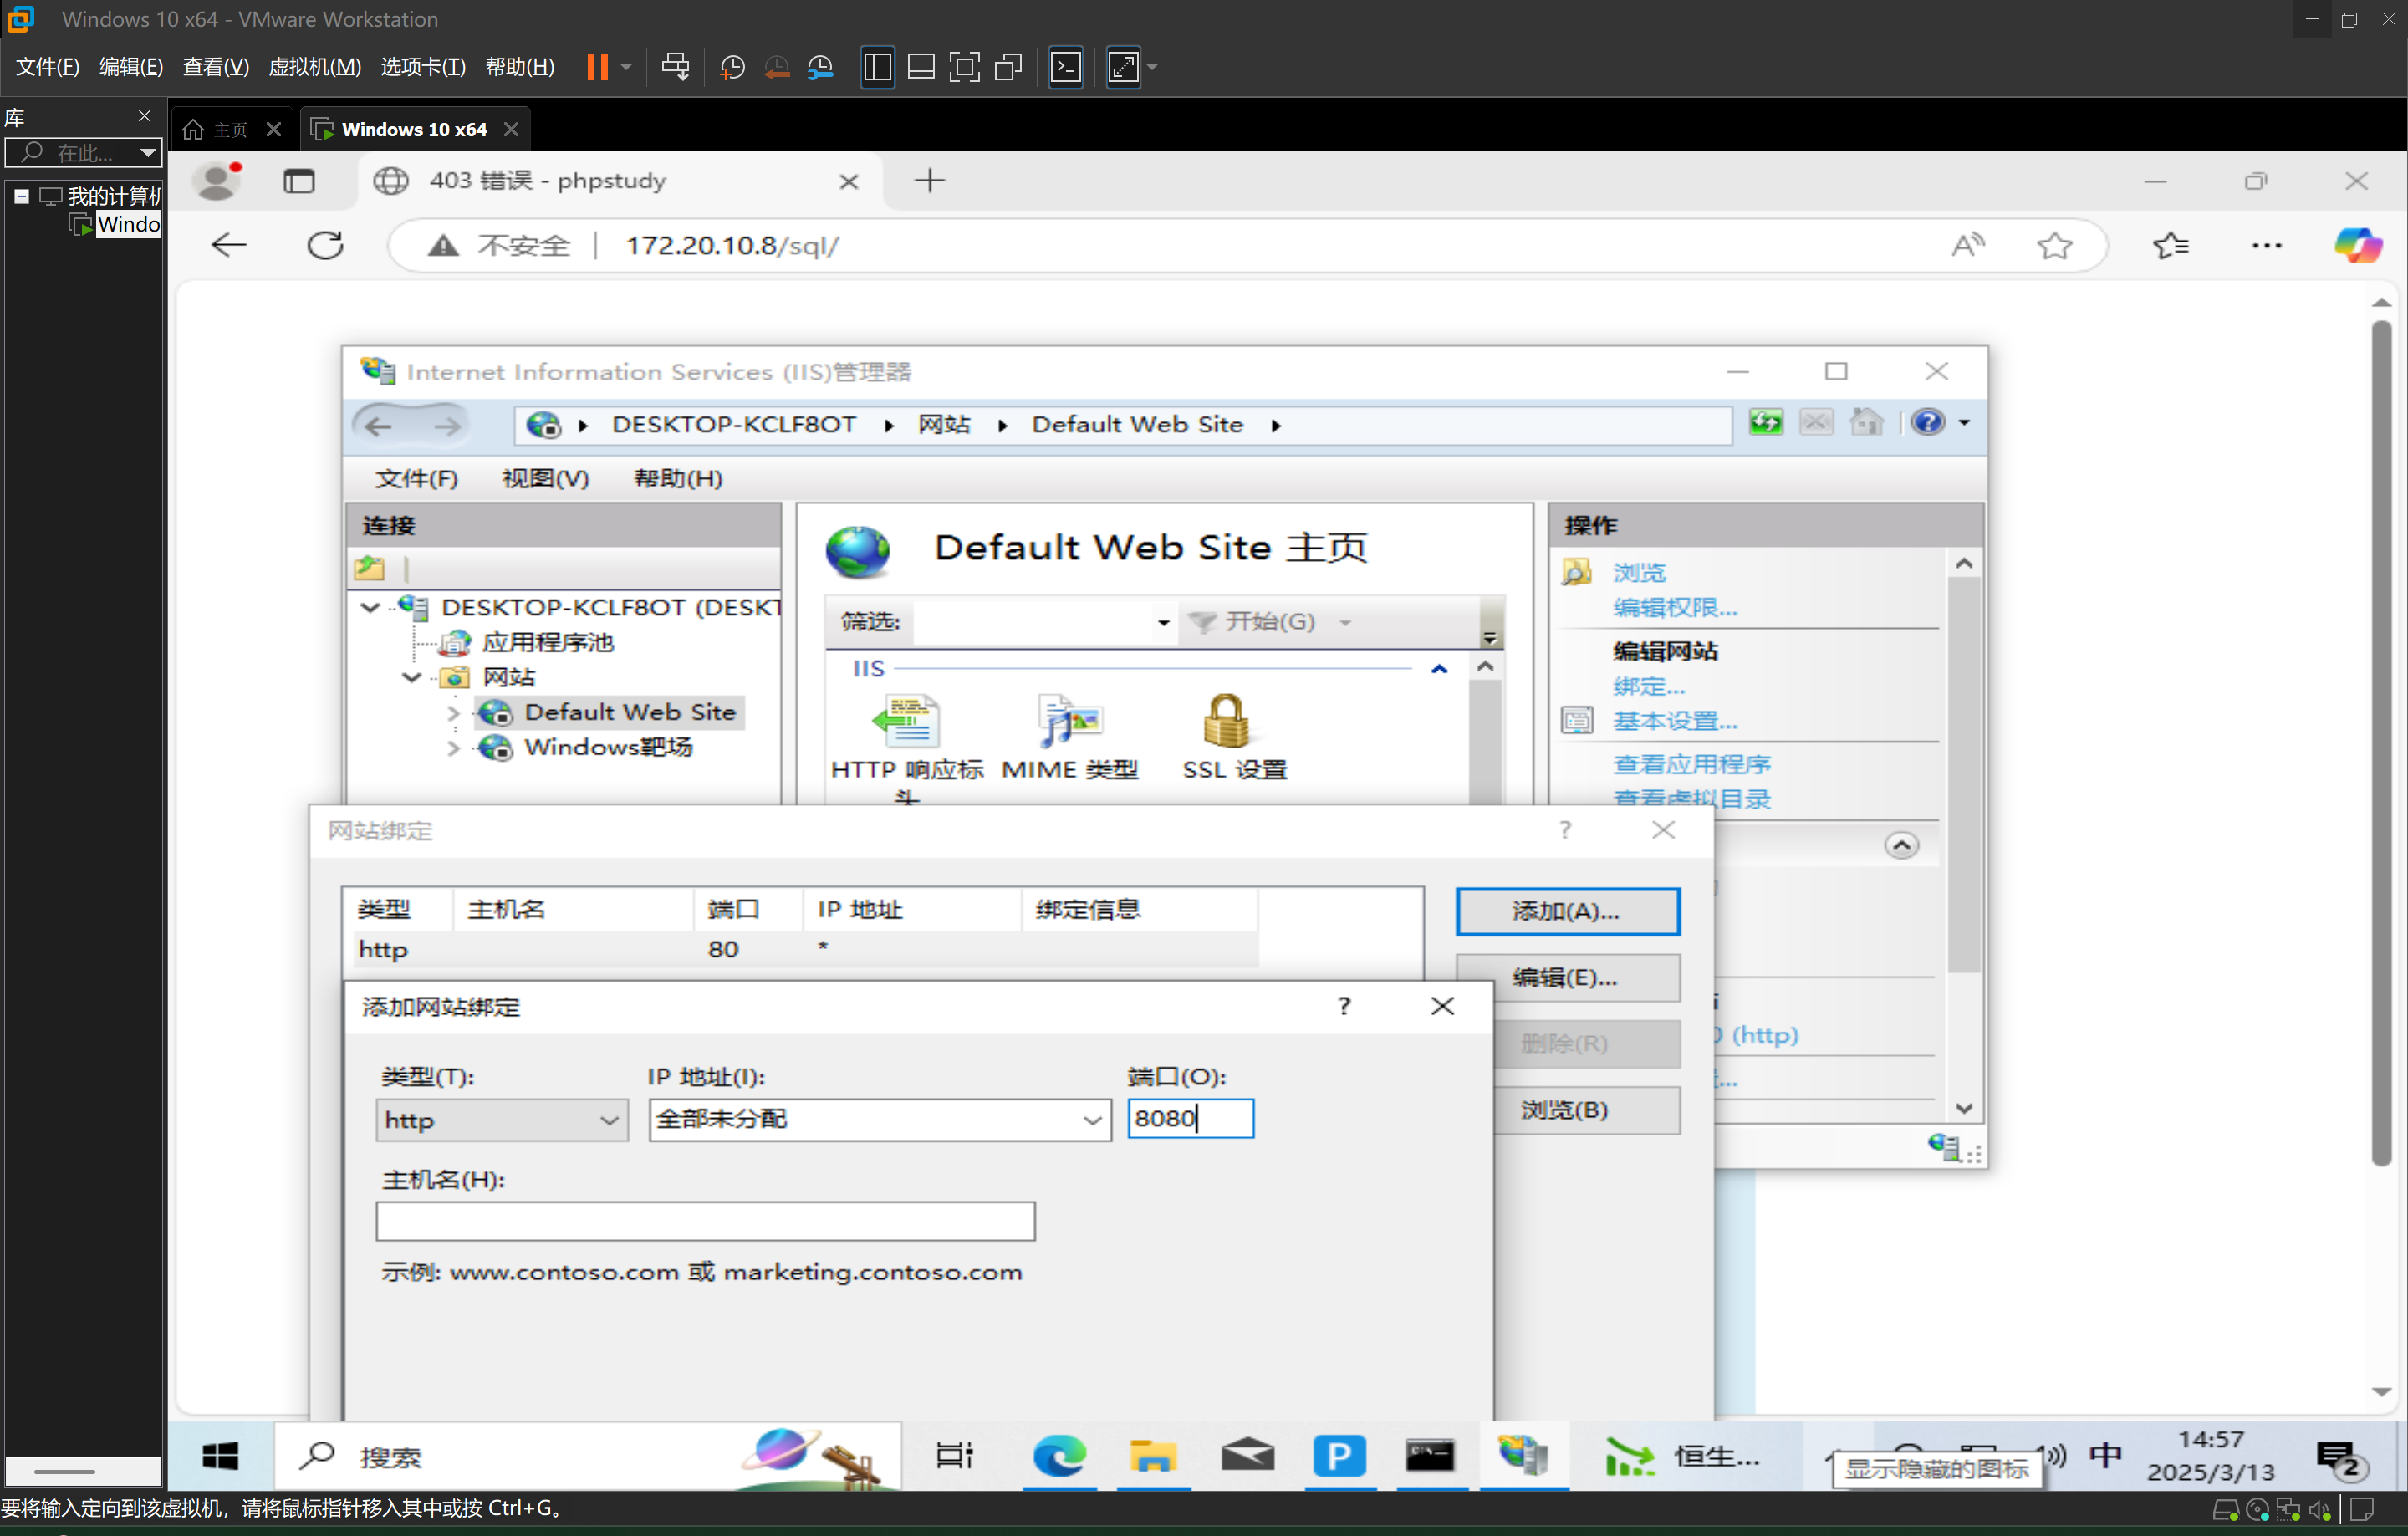 Windows 10 x64 - VMware Workstation
文件(F) 编辑(E) 查看(V) 虚拟机(M) 选项卡(T) 帮助(H)
库
主页
Windows 10 x64
在此...
我的计算机
Windo
403 错误 - phpstudy
不安全
172.20.10.8/sql/
Internet Information Services (IIS)管理器
DESKTOP-KCLF8OT
网站
Default Web Site
文件(F) 视图(V) 帮助(H)
连接
DESKTOP-KCLF8OT (DESKT
应用程序池
网站
Default Web Site
Windows靶场
Default Web Site 主页
筛选:
开始(G)
IIS
HTTP 响应标
头
MIME 类型
SSL 设置
操作
浏览
编辑权限...
编辑网站
绑定...
基本设置...
查看应用程序
查看虚拟目录
(http)
网站绑定
类型 主机名 端口 IP 地址 绑定信息
http 80 *
添加(A)...
编辑(E)...
删除(R)
浏览(B)
添加网站绑定
类型(T): IP 地址(I): 端口(O):
http 全部未分配 8080
主机名(H):
示例: www.contoso.com 或 marketing.contoso.com
搜索
P
恒生...
中
14:57
2025/3/13
2
显示隐藏的图标
要将输入定向到该虚拟机，请将鼠标指针移入其中或按 Ctrl+G。